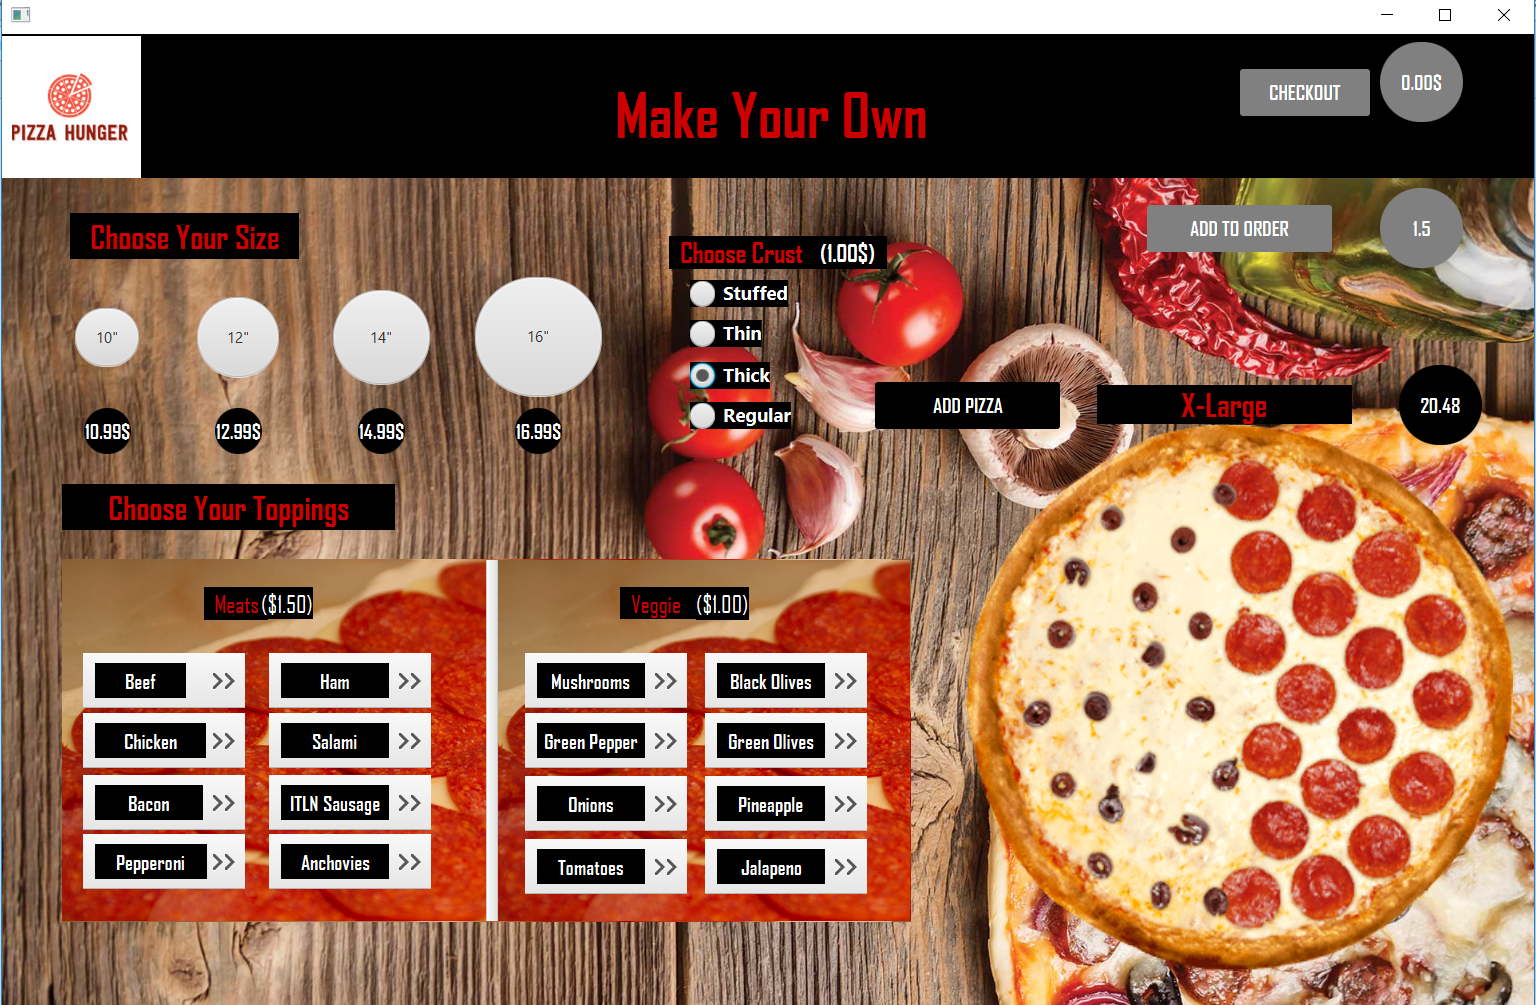 PIZZA HUNGER
Make Your Own
CHECKOUT
0.00$
Choose Your Size
ADD TO ORDER
1.5
Choose Crust (1.00$)
Stuffed
Thin
Thick
Regular
10"
12"
14"
16"
10.99$
12.99$
14.99$
16.99$
ADD PIZZA
X-Large
20.48
Choose Your Toppings
Meats ($1.50)
Beef >>
Ham >>
Chicken >>
Salami >>
Bacon >>
ITLN Sausage >>
Pepperoni >>
Anchovies >>
Veggie ($1.00)
Mushrooms >>
Black Olives >>
Green Pepper >>
Green Olives >>
Onions >>
Pineapple >>
Tomatoes >>
Jalapeno >>